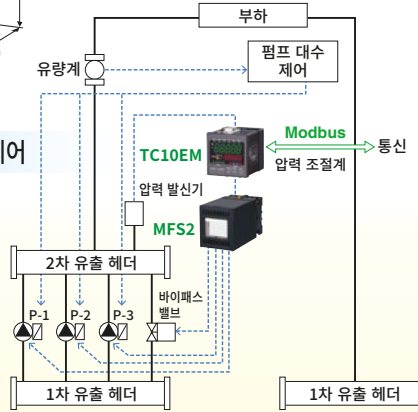 부하
유량계
펌프 대수
제어
어
TC10EM
Modbus
통신
압력 조절계
압력 발신기
MFS2
2차 유출 헤더
바이패스
밸브
P-1
P-2
P-3
1차 유출 헤더
1차 유출 헤더